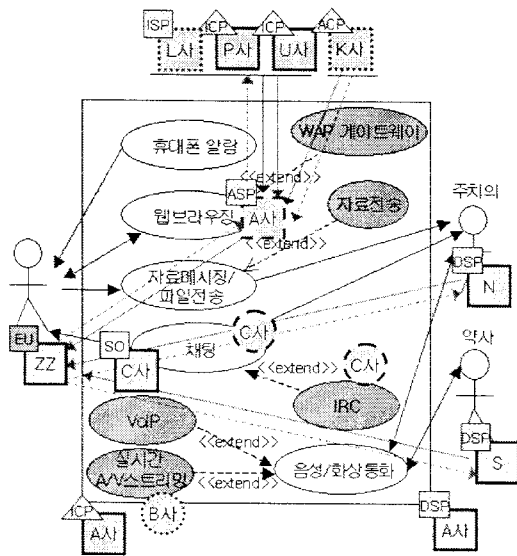 ISP ICP ICP ACP
L사 P사 U사 K사
WAP 게이트웨이
휴대폰 알람
<<extend>>
ASP
자료전송
주치의
웹브라우징
A사
<<extend>>
DSP
N
자료메시징/
파일전송
EU
ZZ
SO
C사
채팅
C사
<<extend>>
C사
약사
IRC
VoIP
<<extend>>
DSP
S
실시간
A/V스트리밍
<<extend>>
음성/화상통화
ICP
A사
B사
DSP
A사